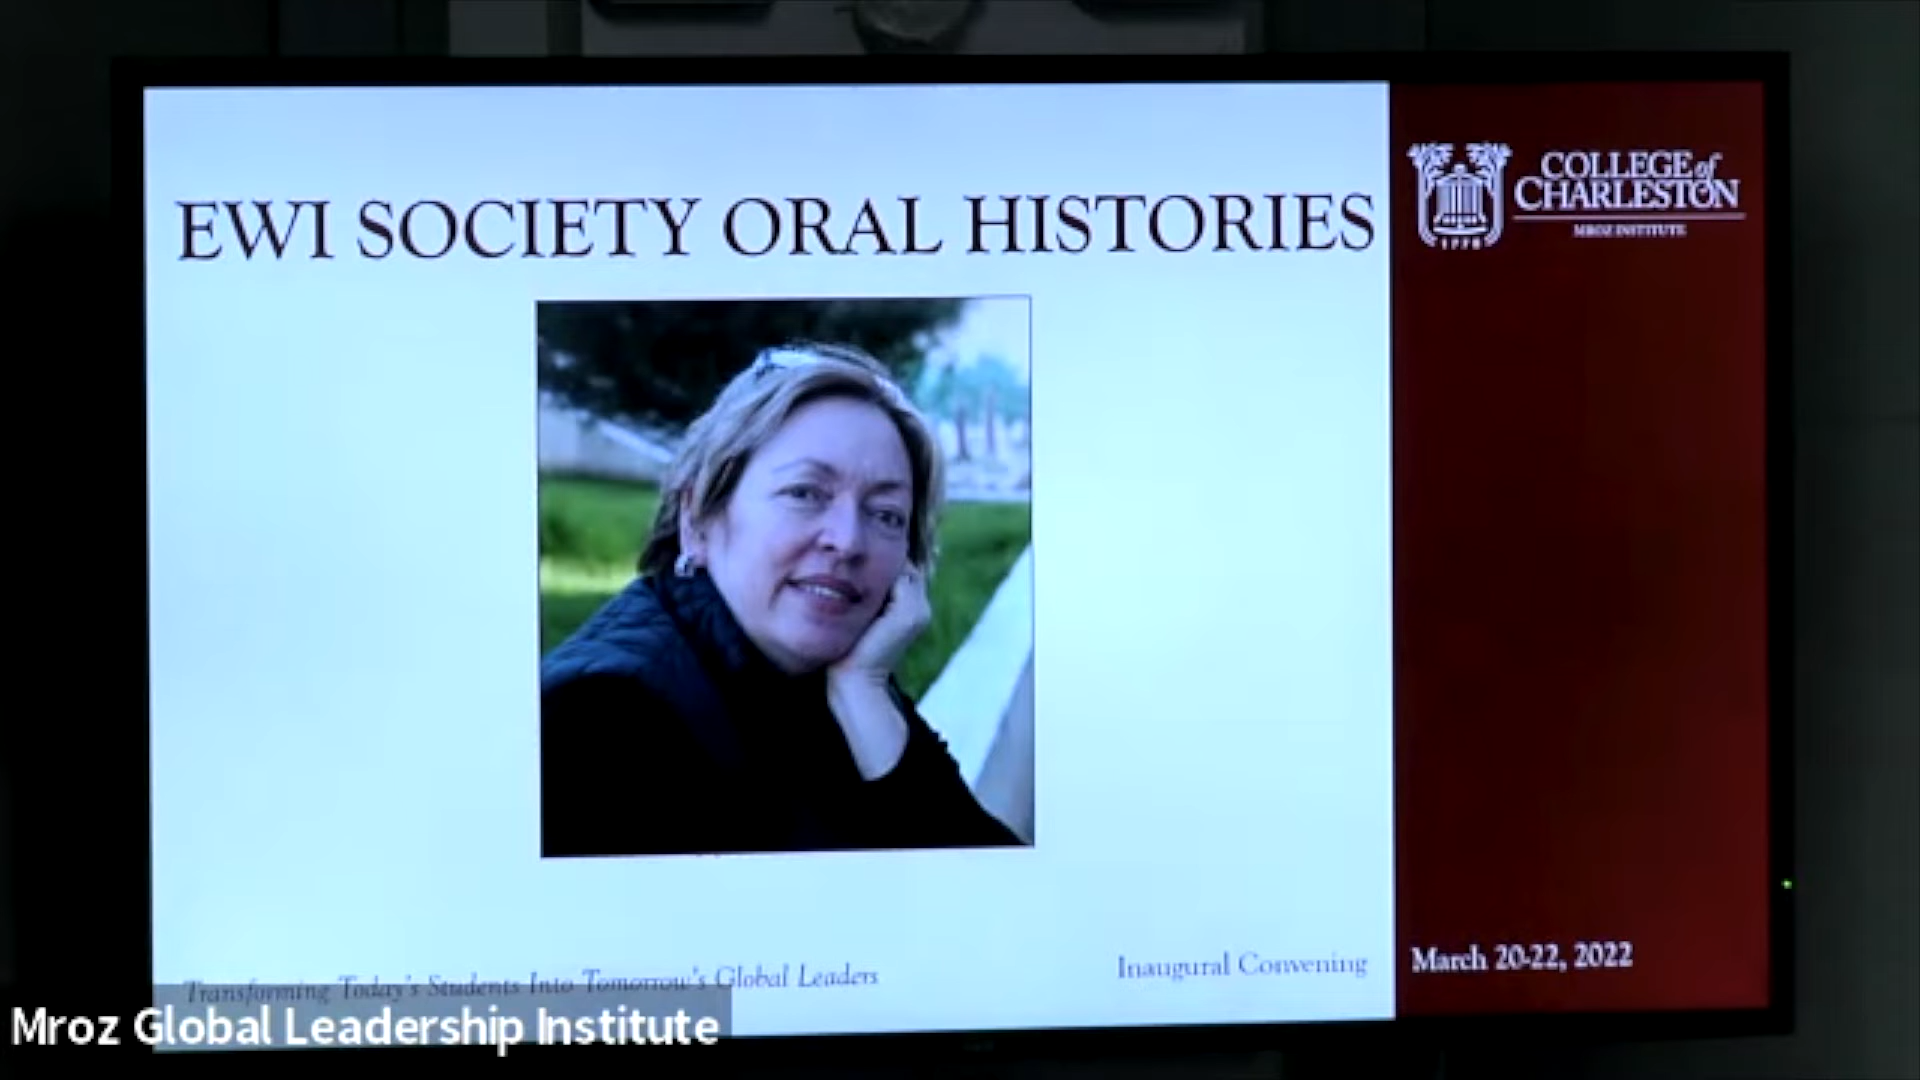 EWI SOCIETY ORAL HISTORIES
COLLEGE of
CHARLESTON
MROZ INSTITUTE
1770
Transforming Today's Students Into Tomorrow's Global Leaders
Inaugural Convening
March 20-22, 2022
Mroz Global Leadership Institute